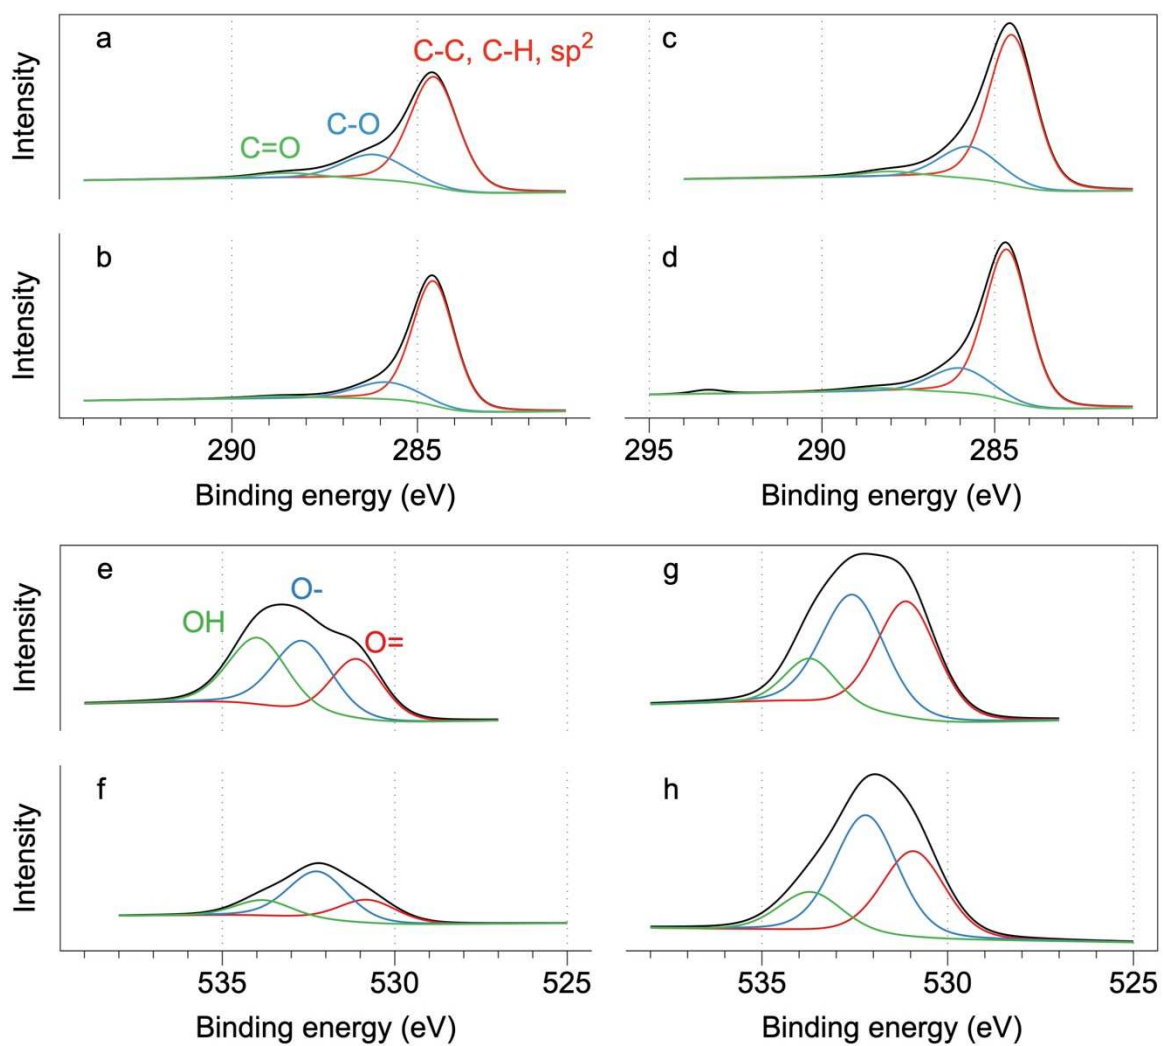 a
C-C, C-H, sp²
c
Intensity
C-O
C=O
b
d
Intensity
290
285
295
290
285
Binding energy (eV)
Binding energy (eV)
e
O-
g
OH
O=
Intensity
f
h
Intensity
535
530
525
535
530
525
Binding energy (eV)
Binding energy (eV)